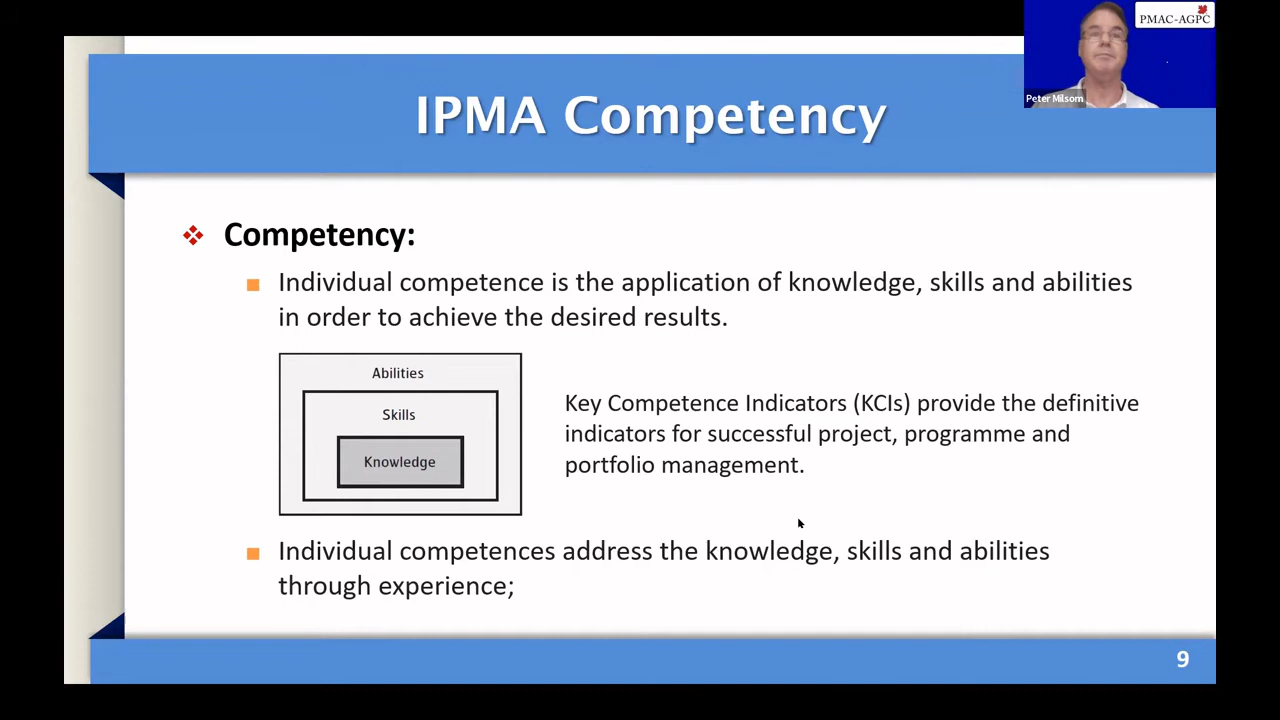 PMAC-AGPC
Peter Milsom
IPMA Competency
Competency:
Individual competence is the application of knowledge, skills and abilities
in order to achieve the desired results.
Abilities
Skills
Knowledge
Key Competence Indicators (KCIs) provide the definitive
indicators for successful project, programme and
portfolio management.
Individual competences address the knowledge, skills and abilities
through experience;
9